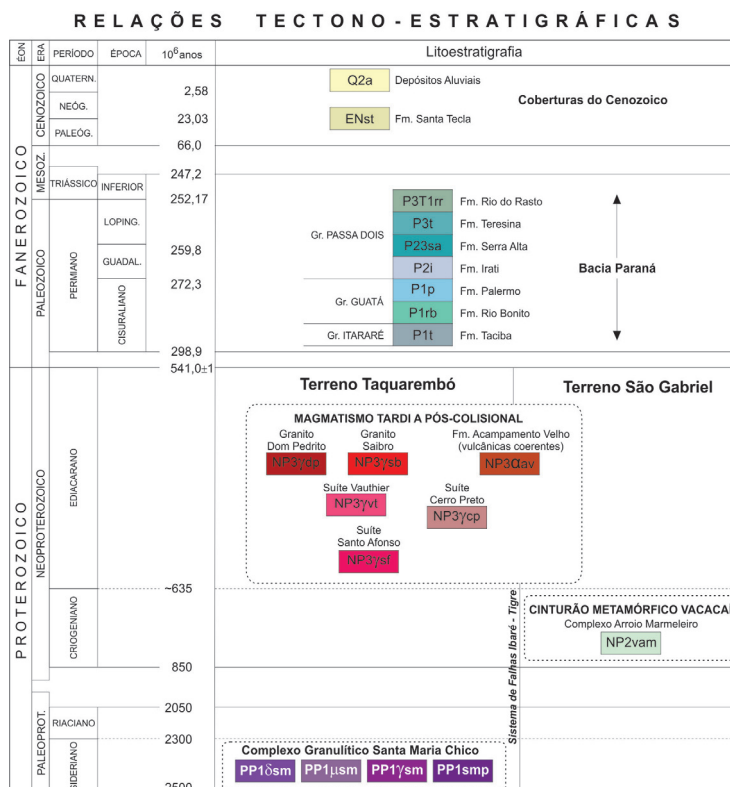 RELAÇÕES TECTONO-ESTRATIGRÁFICAS
ÉON
ERA
PERÍODO
ÉPOCA
10⁶anos
Litoestratigrafia
FANEROZOICO
CENOZOICO
QUATERN.
2,58
NEÓG.
23,03
PALEÓG.
66,0
Q2a
Depósitos Aluviais
Coberturas do Cenozoico
ENst
Fm. Santa Tecla
MESOZ.
247,2
TRIÁSSICO
INFERIOR
252,17
PALEOZOICO
PERMIANO
LOPING.
259,8
GUADAL.
272,3
CISURALIANO
298,9
Gr. PASSA DOIS
P3T1rr
Fm. Rio do Rasto
P3t
Fm. Teresina
P23sa
Fm. Serra Alta
P2i
Fm. Irati
Gr. GUATÁ
P1p
Fm. Palermo
P1rb
Fm. Rio Bonito
Gr. ITARARÉ
P1t
Fm. Taciba
Bacia Paraná
541,0±1
PROTEROZOICO
NEOPROTEROZOICO
EDIACARANO
Terreno Taquarembó
Terreno São Gabriel
MAGMATISMO TARDI A PÓS-COLISIONAL
Granito
Dom Pedrito
NP3γdp
Granito
Saibro
NP3γsb
Fm. Acampamento Velho
(vulcânicas coerentes)
NP3αav
Suíte Vauthier
NP3γvt
Suíte
Cerro Preto
NP3γcp
Suíte
Santo Afonso
NP3γsf
~635
CRIOGENIANO
850
Sistema de Falhas Ibaré - Tigre
CINTURÃO METAMÓRFICO VACACAÍ
Complexo Arroio Marmeleiro
NP2vam
PALEOPROT.
2050
RIACIANO
2300
SIDERIANO
2500
Complexo Granulítico Santa Maria Chico
PP1δsm
PP1μsm
PP1γsm
PP1smp